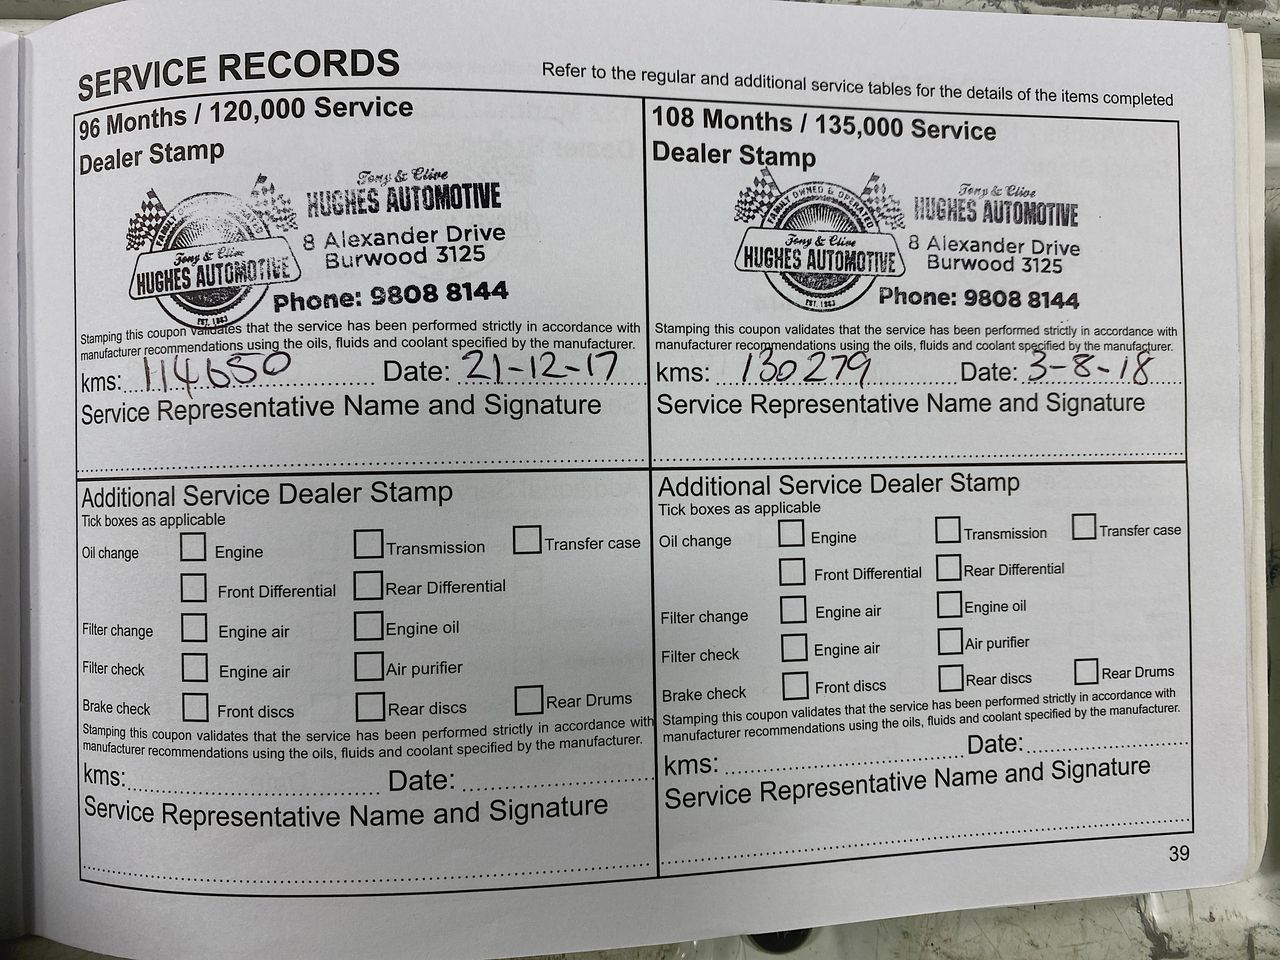 SERVICE RECORDS
Refer to the regular and additional service tables for the details of the items completed
96 Months / 120,000 Service
Dealer Stamp
FAMILY
Tony & Clive
HUGHES AUTOMOTIVE
EST. 1963
Tony & Clive
HUGHES AUTOMOTIVE
8 Alexander Drive
Burwood 3125
Phone: 9808 8144
Stamping this coupon validates that the service has been performed strictly in accordance with
manufacturer recommendations using the oils, fluids and coolant specified by the manufacturer.
kms: 114650 Date: 21-12-17
Service Representative Name and Signature
Additional Service Dealer Stamp
Tick boxes as applicable
Oil change Engine Transmission Transfer case
Front Differential Rear Differential
Filter change Engine air Engine oil
Filter check Engine air Air purifier
Brake check Front discs Rear discs Rear Drums
Stamping this coupon validates that the service has been performed strictly in accordance with
manufacturer recommendations using the oils, fluids and coolant specified by the manufacturer.
kms: Date:
Service Representative Name and Signature
108 Months / 135,000 Service
Dealer Stamp
FAMILY OWNED & OPERATED
Tony & Clive
HUGHES AUTOMOTIVE
EST. 1963
Tony & Clive
HUGHES AUTOMOTIVE
8 Alexander Drive
Burwood 3125
Phone: 9808 8144
Stamping this coupon validates that the service has been performed strictly in accordance with
manufacturer recommendations using the oils, fluids and coolant specified by the manufacturer.
kms: 130279 Date: 3-8-18
Service Representative Name and Signature
Additional Service Dealer Stamp
Tick boxes as applicable
Oil change Engine Transmission Transfer case
Front Differential Rear Differential
Filter change Engine air Engine oil
Filter check Engine air Air purifier
Brake check Front discs Rear discs Rear Drums
Stamping this coupon validates that the service has been performed strictly in accordance with
manufacturer recommendations using the oils, fluids and coolant specified by the manufacturer.
kms: Date:
Service Representative Name and Signature
39